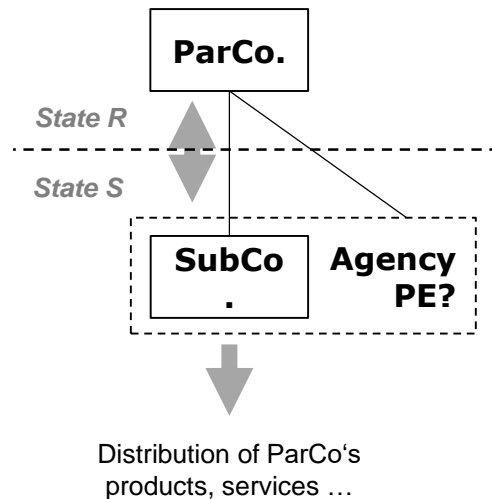 ParCo.
State R
State S
SubCo
.
Agency
PE?
Distribution of ParCo‘s
products, services …